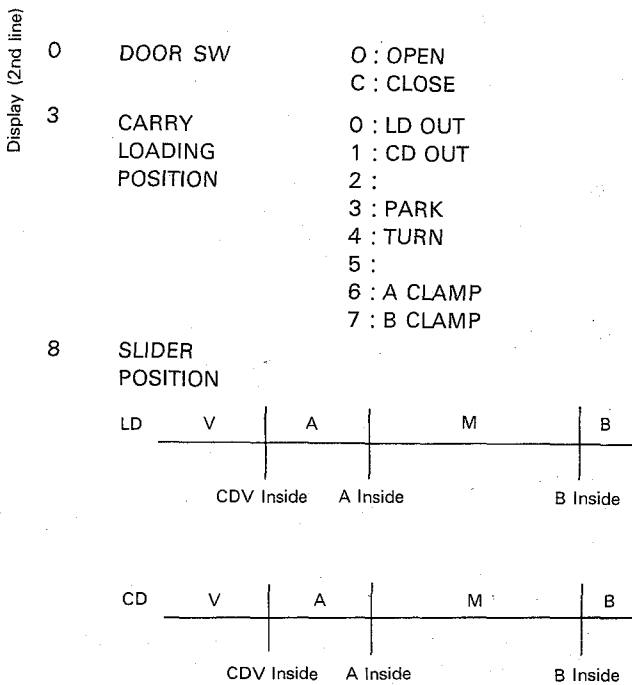 Display (2nd line)
0 DOOR SW O : OPEN
C : CLOSE
3 CARRY 0 : LD OUT
LOADING 1 : CD OUT
POSITION 2 :
3 : PARK
4 : TURN
5 :
6 : A CLAMP
7 : B CLAMP
8 SLIDER
POSITION
LD V A M B
CDV Inside A Inside B Inside
CD V A M B
CDV Inside A Inside B Inside